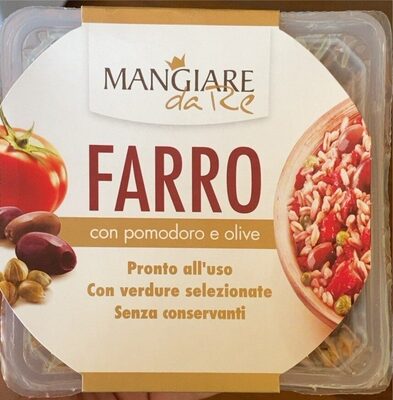 MANGIARE
da Re
FARRO
con pomodoro e olive
Pronto all'uso
Con verdure selezionate
Senza conservanti